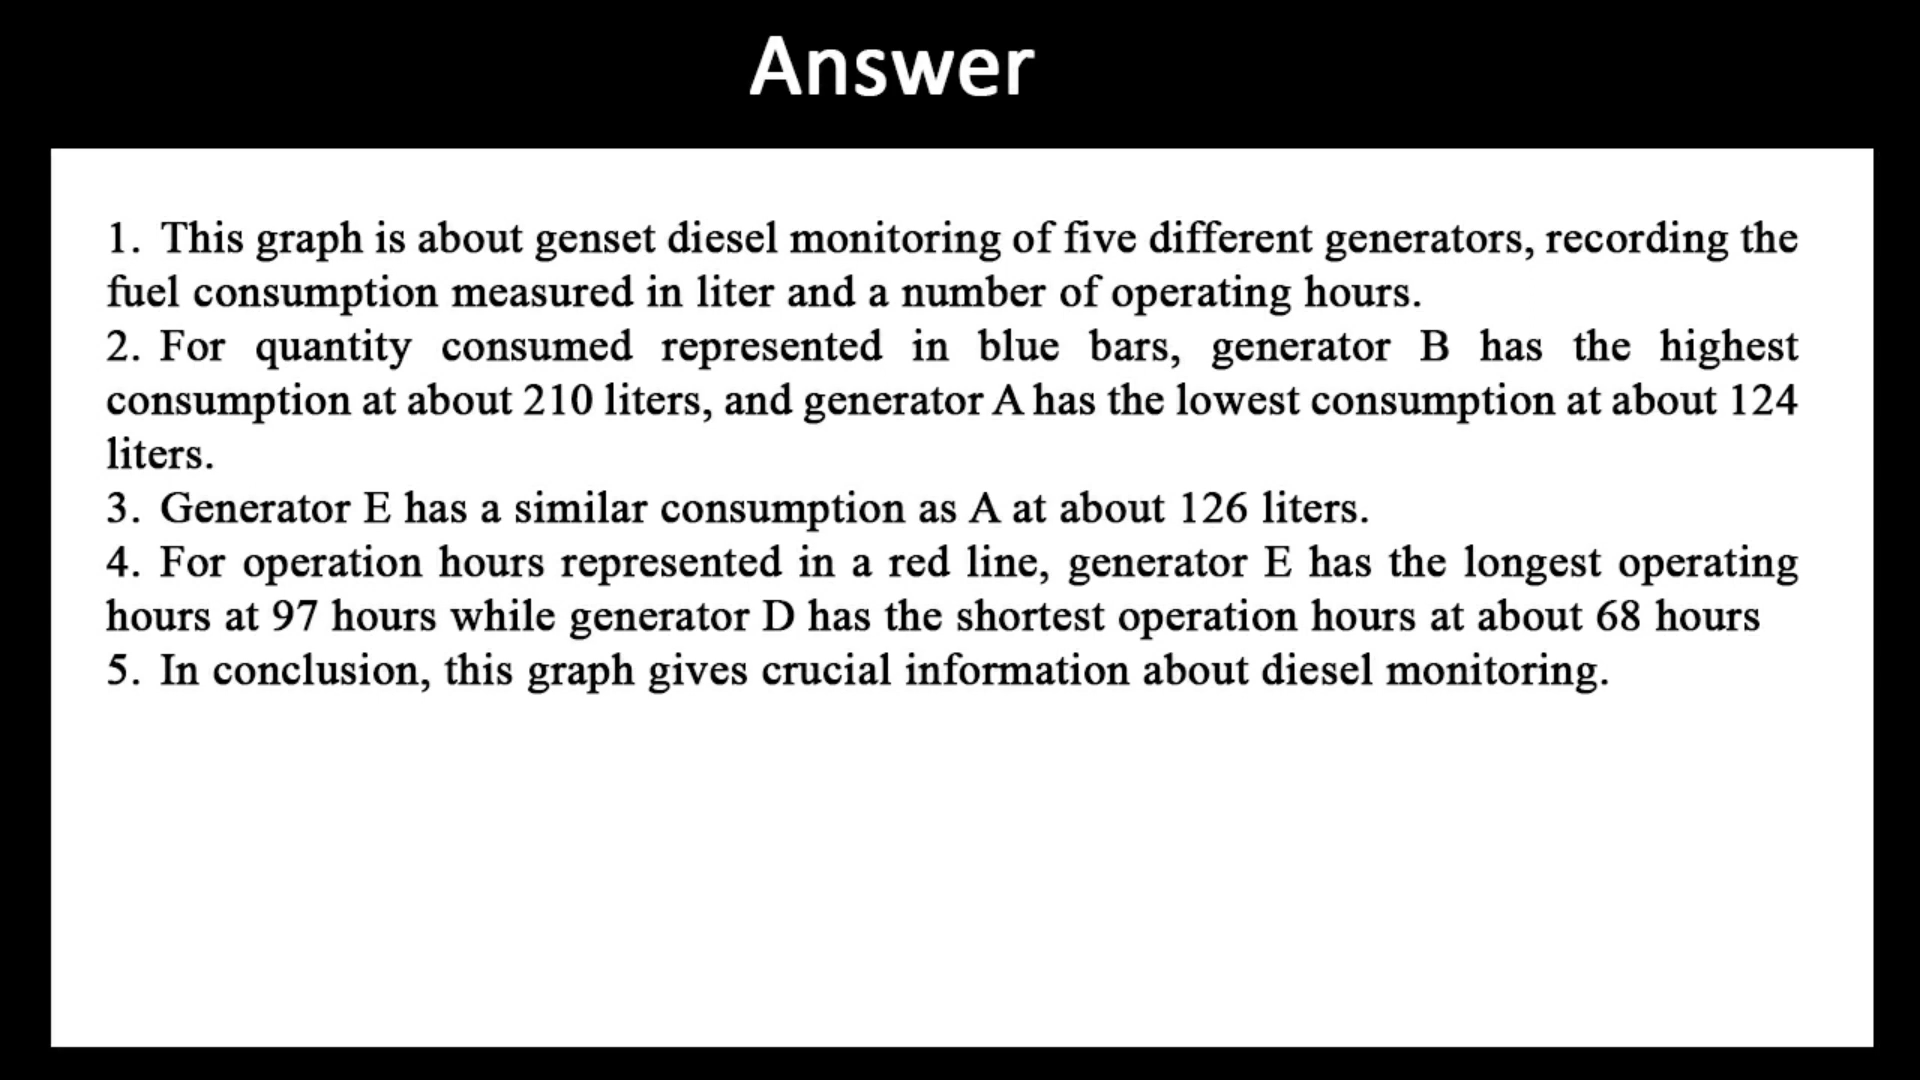 Answer
1. This graph is about genset diesel monitoring of five different generators, recording the
fuel consumption measured in liter and a number of operating hours.
2. For quantity consumed represented in blue bars, generator B has the highest
consumption at about 210 liters, and generator A has the lowest consumption at about 124
liters.
3. Generator E has a similar consumption as A at about 126 liters.
4. For operation hours represented in a red line, generator E has the longest operating
hours at 97 hours while generator D has the shortest operation hours at about 68 hours
5. In conclusion, this graph gives crucial information about diesel monitoring.